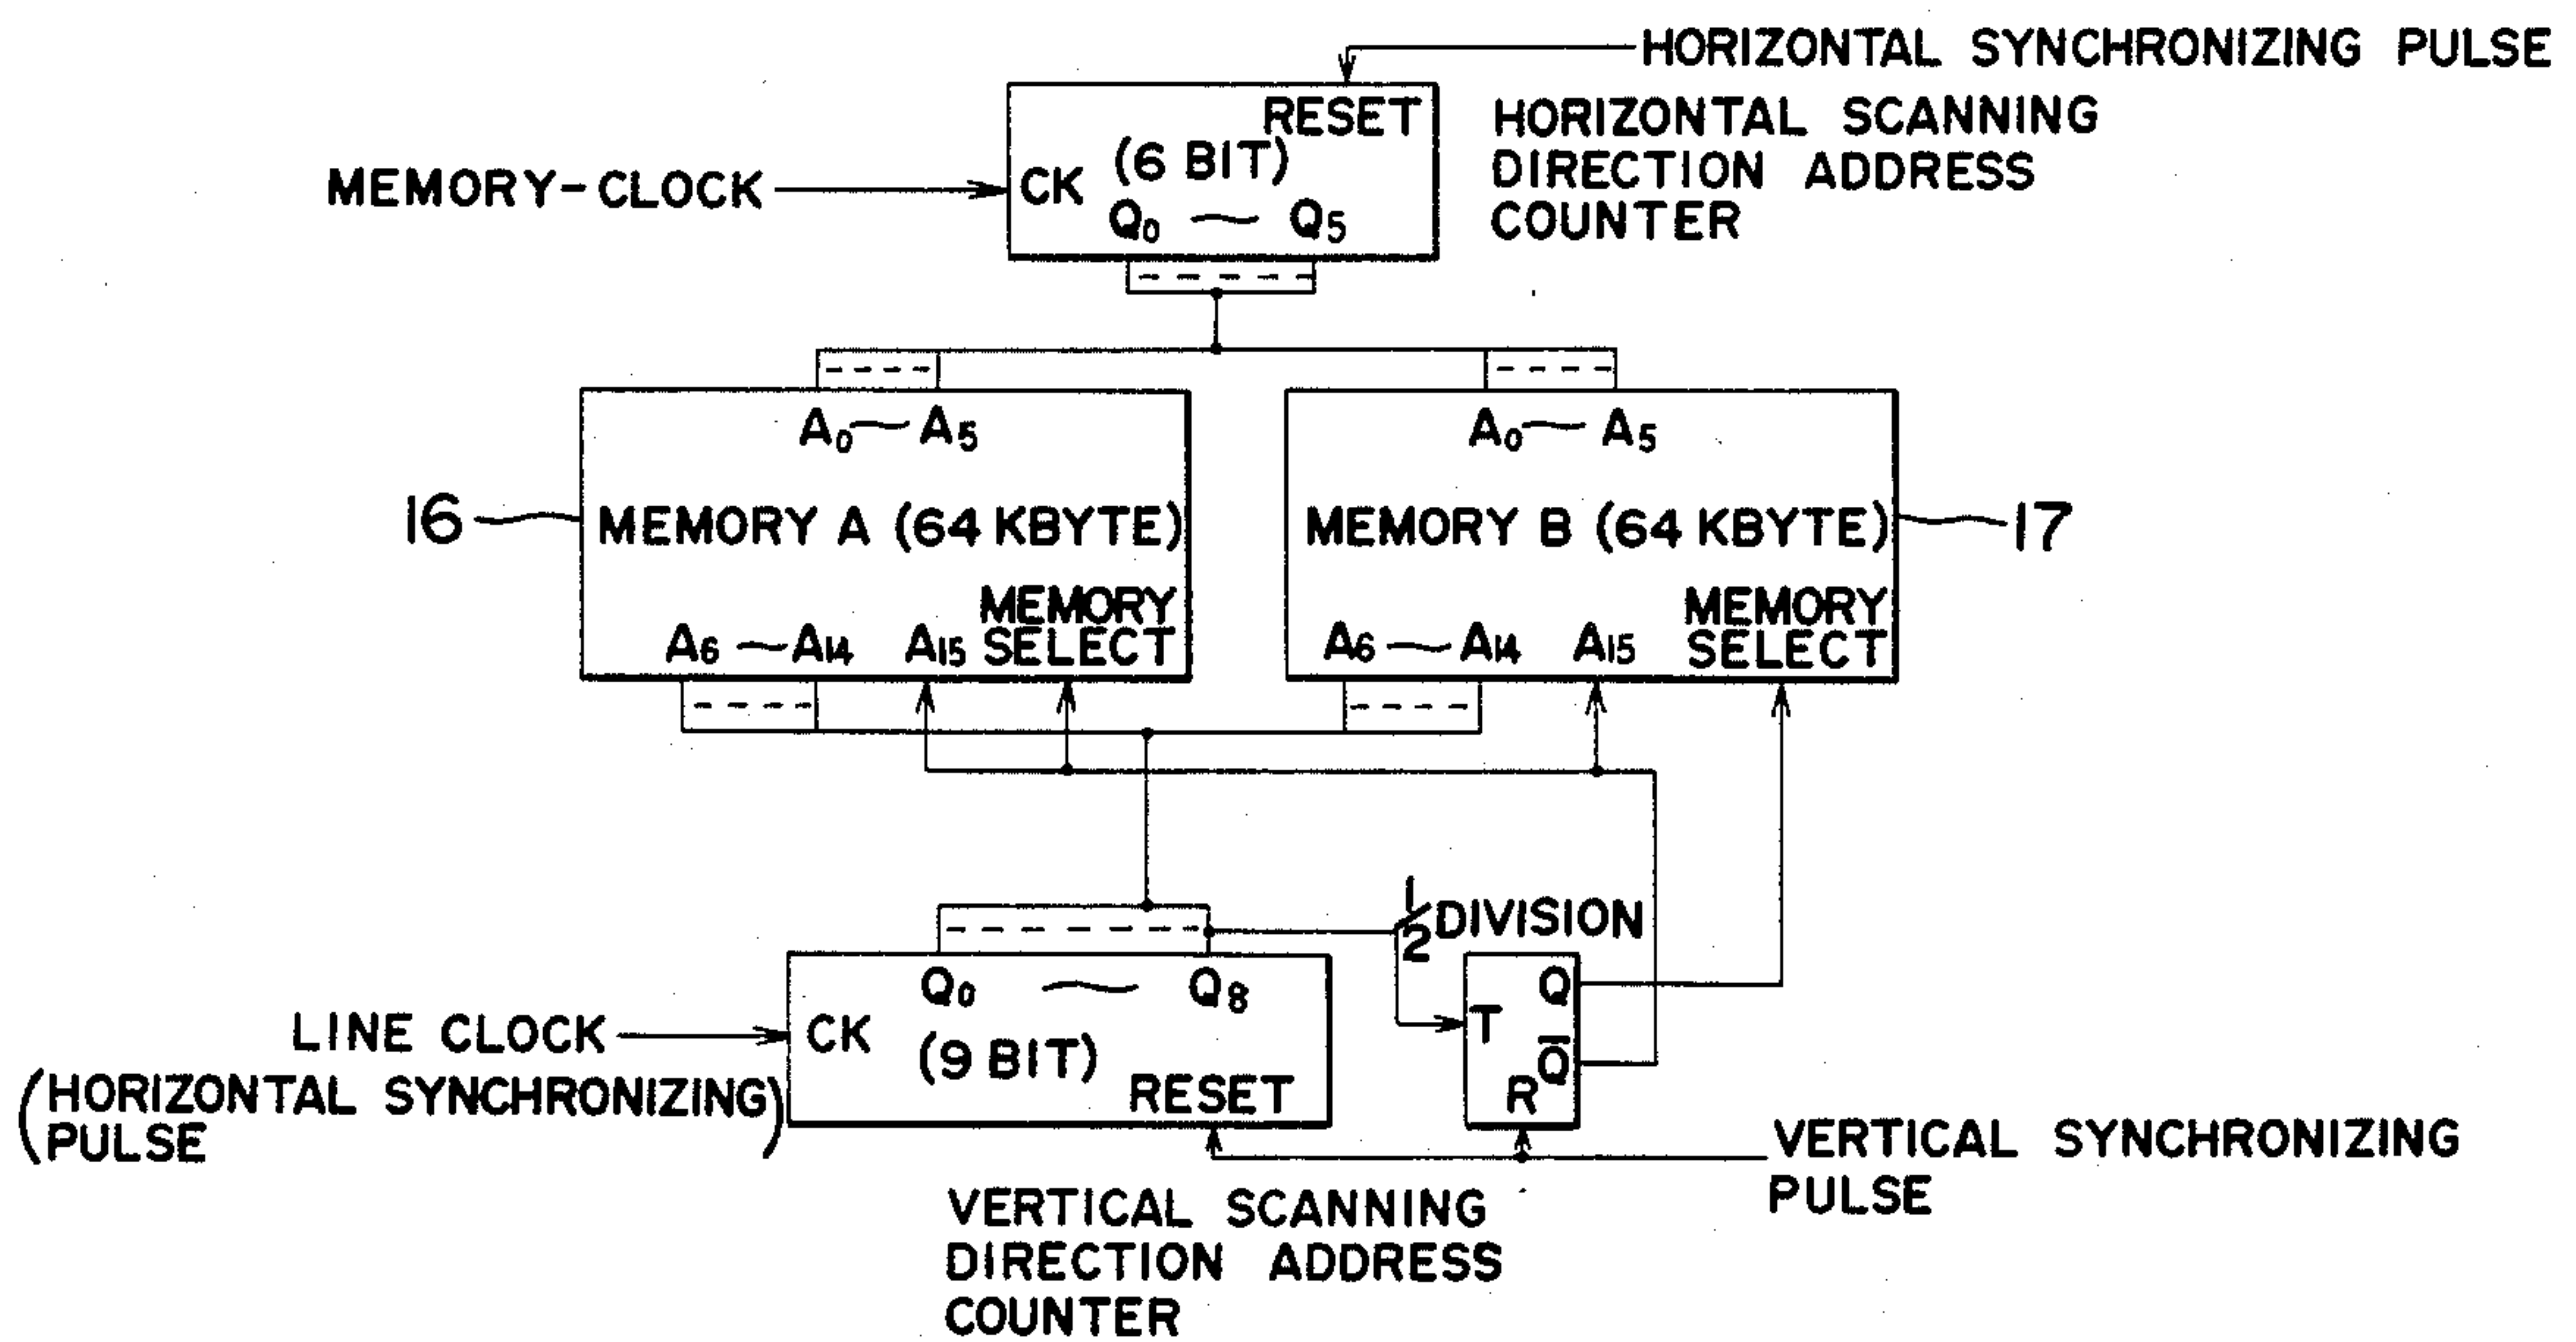 HORIZONTAL SYNCHRONIZING PULSE
RESET
HORIZONTAL SCANNING
DIRECTION ADDRESS
COUNTER
MEMORY-CLOCK
CK
(6 BIT)
Q0 ~ Q5
A0 ~ A5
A0 ~ A5
16
MEMORY A (64 KBYTE)
MEMORY B (64 KBYTE)
17
A6 ~ A14
A15
MEMORY
SELECT
A6 ~ A14
A15
MEMORY
SELECT
1/2 DIVISION
Q0 ~ Q8
LINE CLOCK
(HORIZONTAL SYNCHRONIZING
PULSE)
CK
(9 BIT)
RESET
Q
T
Q̅
R
VERTICAL SYNCHRONIZING
PULSE
VERTICAL SCANNING
DIRECTION ADDRESS
COUNTER